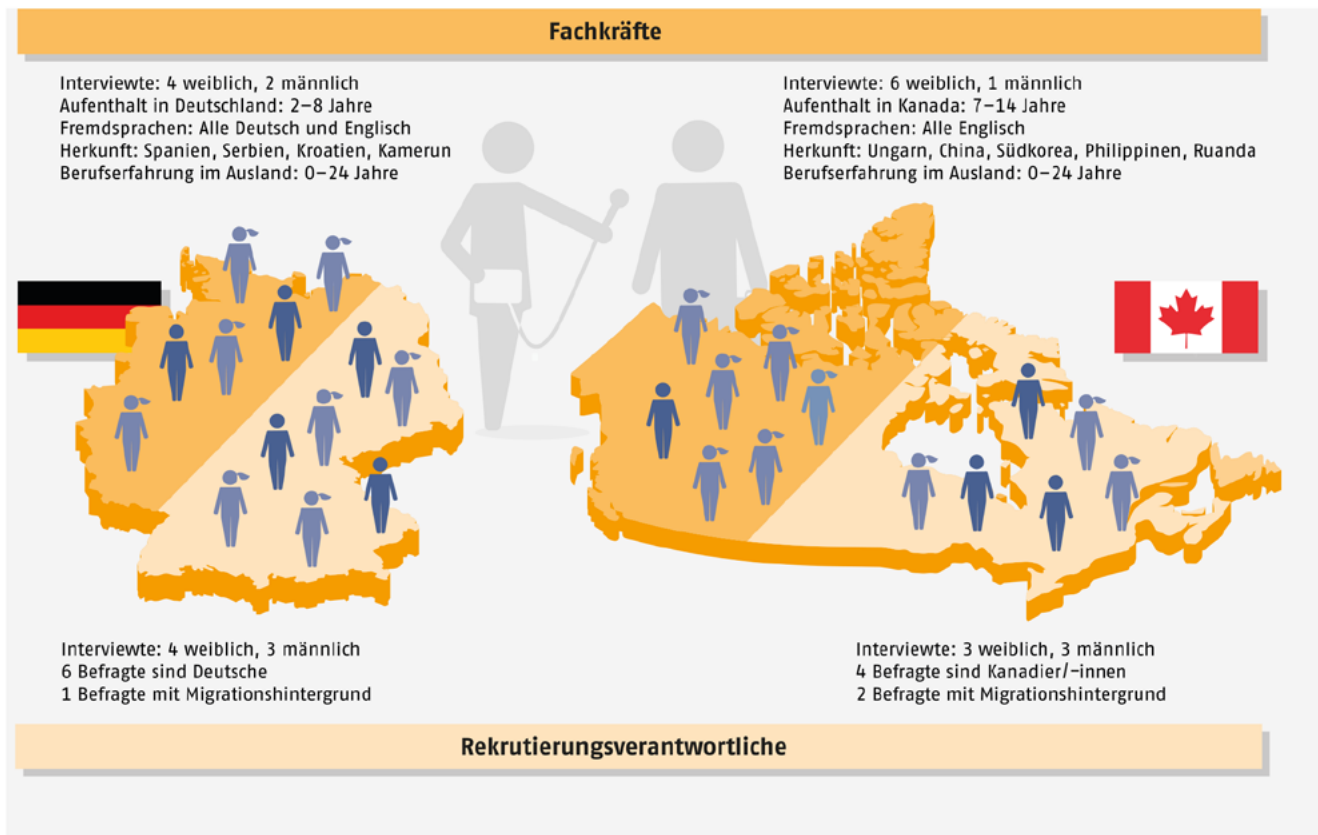 Fachkräfte
Interviewte: 4 weiblich, 2 männlich
Aufenthalt in Deutschland: 2–8 Jahre
Fremdsprachen: Alle Deutsch und Englisch
Herkunft: Spanien, Serbien, Kroatien, Kamerun
Berufserfahrung im Ausland: 0–24 Jahre
Interviewte: 6 weiblich, 1 männlich
Aufenthalt in Kanada: 7–14 Jahre
Fremdsprachen: Alle Englisch
Herkunft: Ungarn, China, Südkorea, Philippinen, Ruanda
Berufserfahrung im Ausland: 0–24 Jahre
Interviewte: 4 weiblich, 3 männlich
6 Befragte sind Deutsche
1 Befragte mit Migrationshintergrund
Interviewte: 3 weiblich, 3 männlich
4 Befragte sind Kanadier/-innen
2 Befragte mit Migrationshintergrund
Rekrutierungsverantwortliche